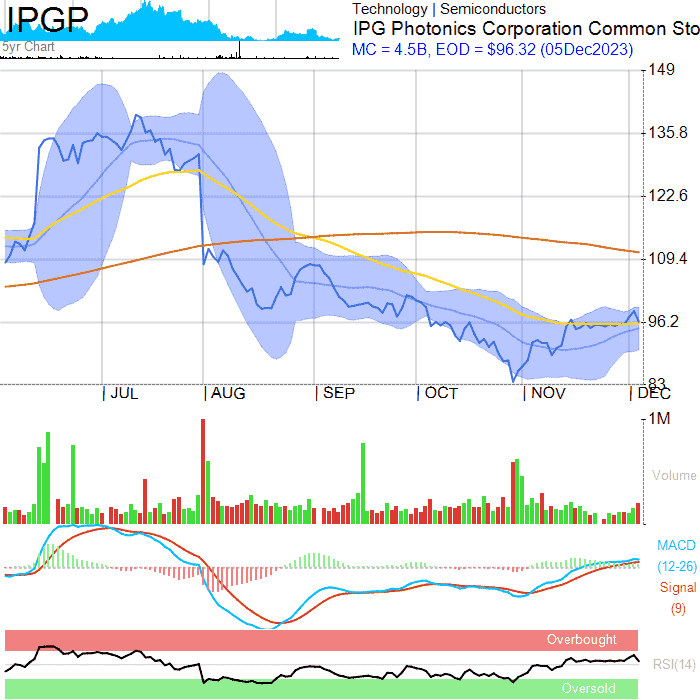 IPGP
5yr Chart
Technology | Semiconductors
IPG Photonics Corporation Common Sto
MC = 4.5B, EOD = $96.32 (05Dec2023)
149
135.8
122.6
109.4
96.2
83
| JUL | AUG | SEP | OCT | NOV | DEC
1M
Volume
MACD
(12-26)
Signal
(9)
Overbought
RSI(14)
Oversold